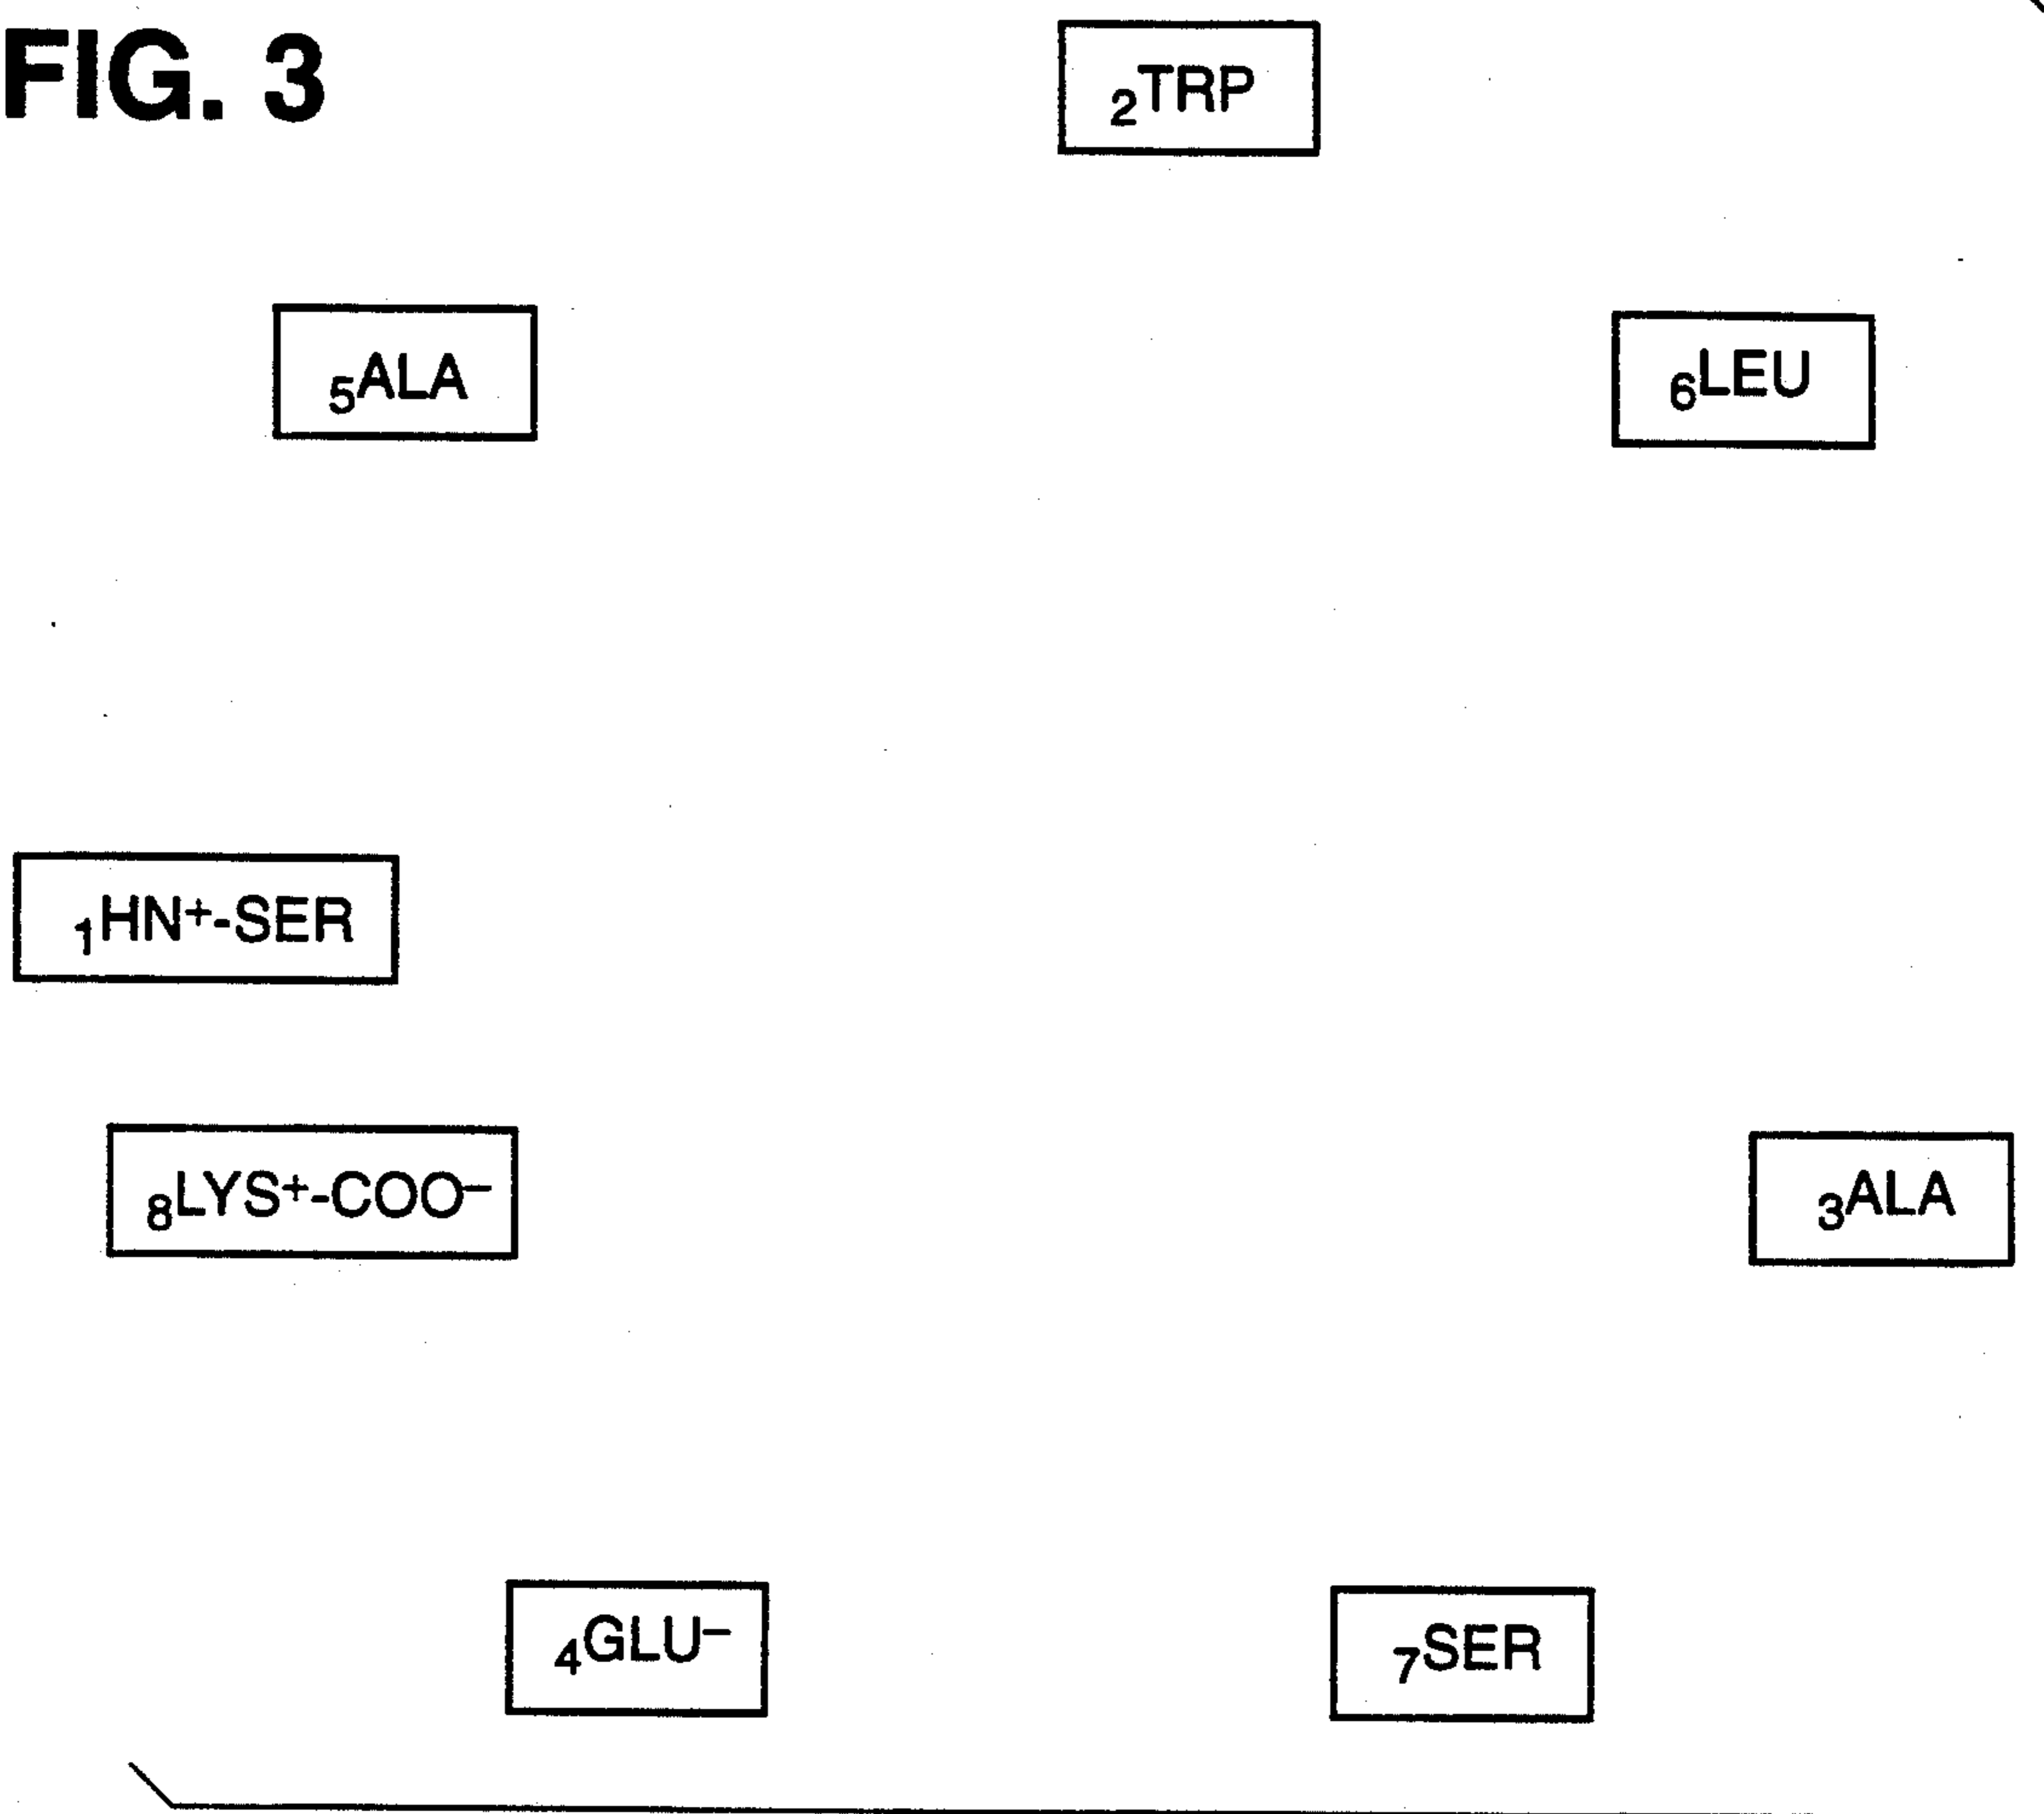 FIG. 3
2TRP
5ALA
6LEU
1HN+-SER
8LYS+-COO–
3ALA
4GLU–
7SER